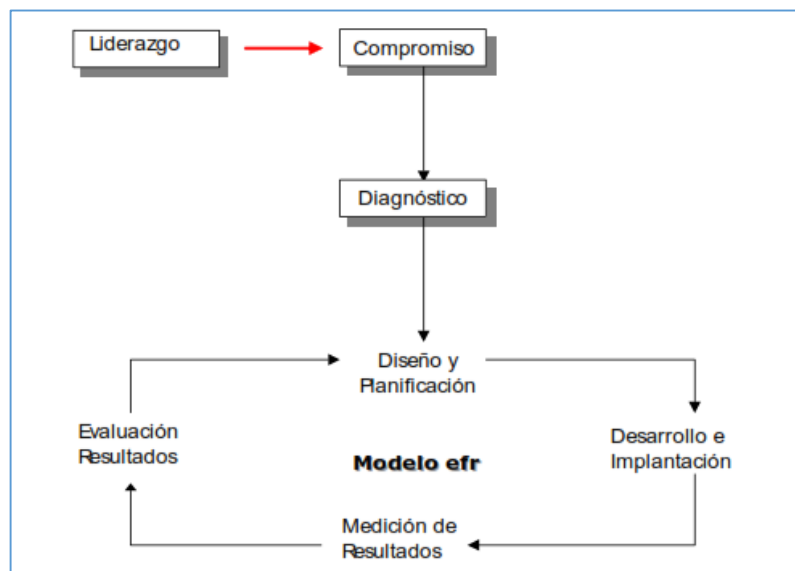 Liderazgo
Compromiso
Diagnóstico
Diseño y
Planificación
Evaluación
Resultados
Desarrollo e
Implantación
Modelo efr
Medición de
Resultados